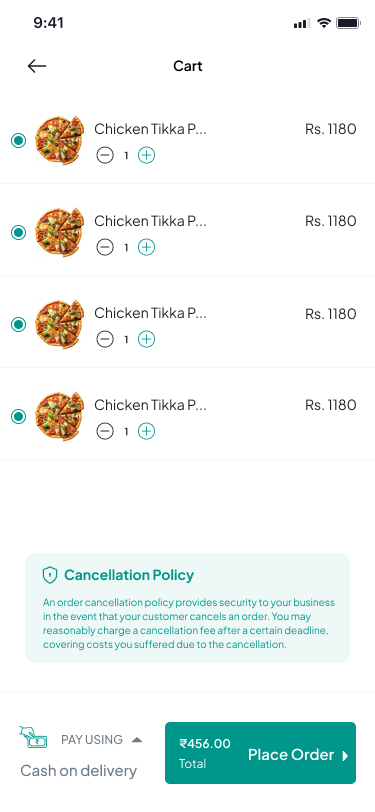 9:41
Cart
Chicken Tikka P... Rs. 1180
1
Chicken Tikka P... Rs. 1180
1
Chicken Tikka P... Rs. 1180
1
Chicken Tikka P... Rs. 1180
1
Cancellation Policy
An order cancellation policy provides security to your business
in the event that your customer cancels an order. You may
reasonably charge a cancellation fee after a certain deadline,
covering costs you suffered due to the cancellation.
PAY USING
Cash on delivery
₹456.00
Total
Place Order